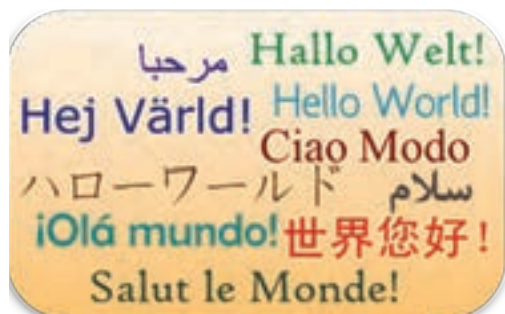 مرحبا
Hallo Welt!
Hej Värld!
Hello World!
Ciao Modo
ハローワールド
سلام
¡Olá mundo!
世界您好！
Salut le Monde!